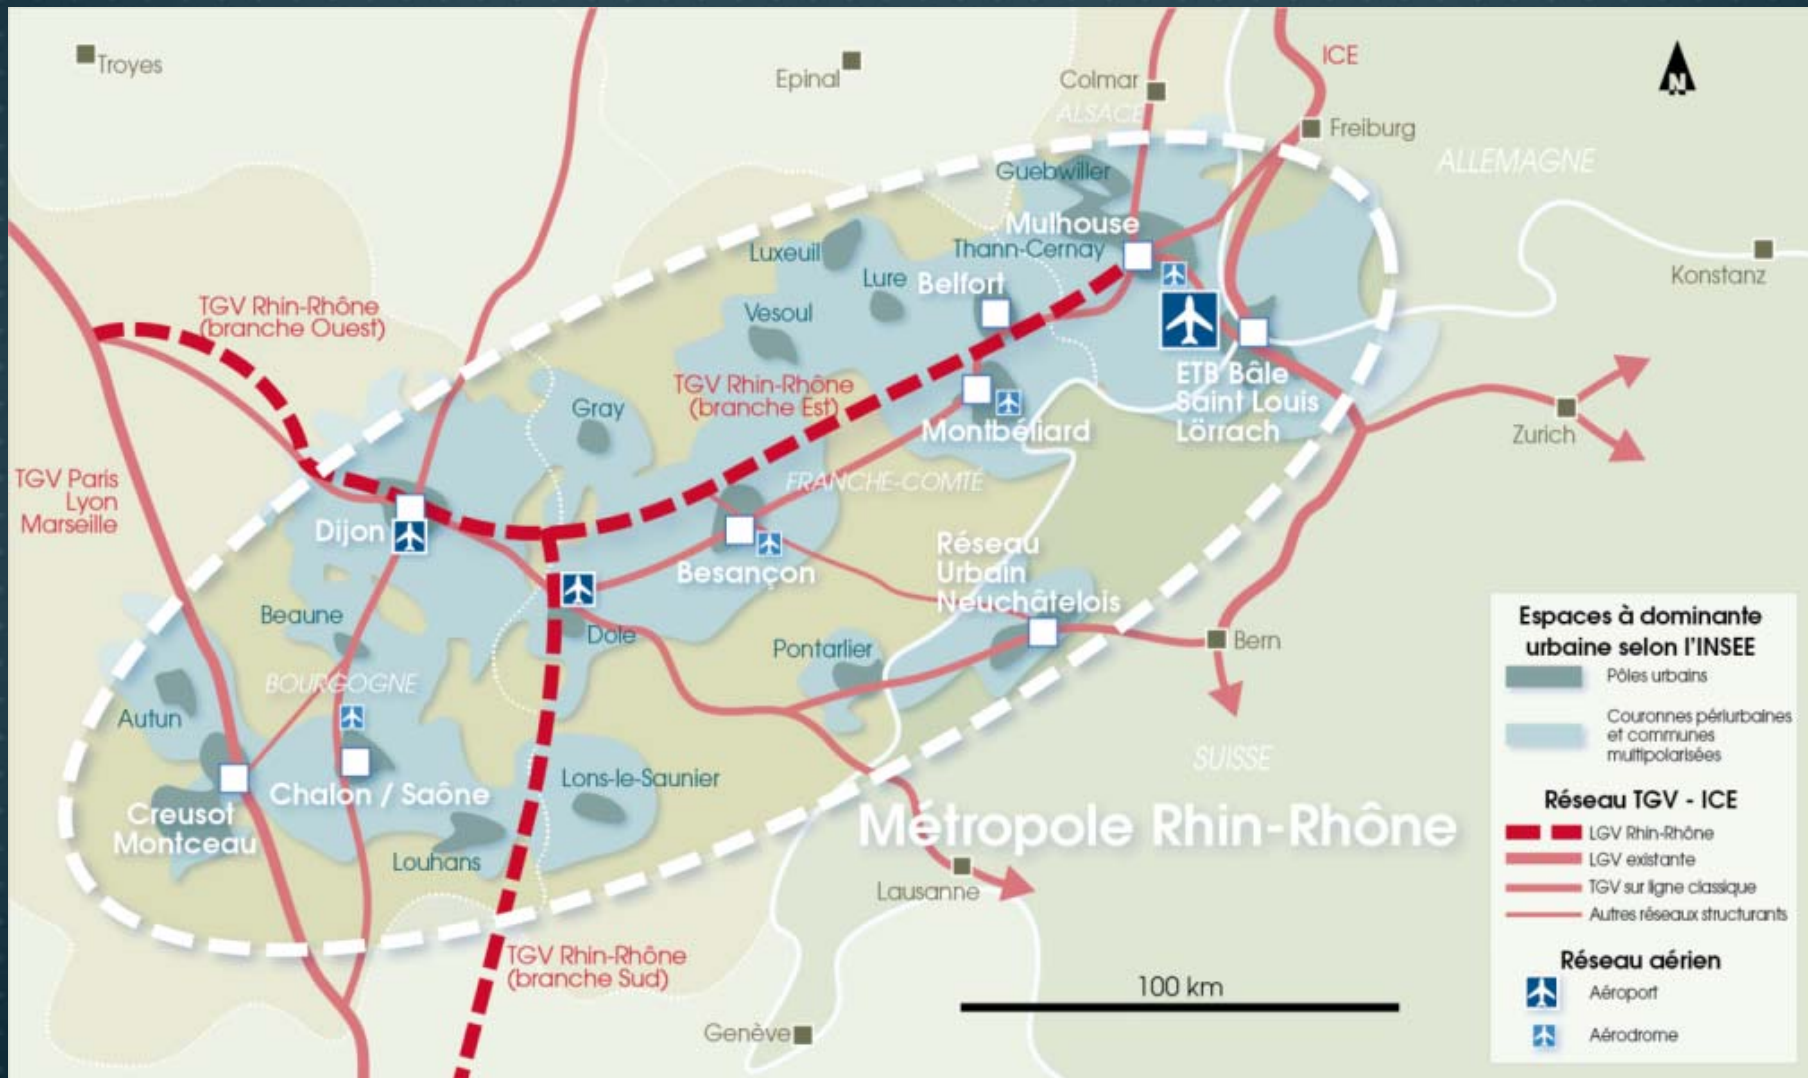 Troyes
Epinal
Colmar
ALSACE
ICE
N
Freiburg
ALLEMAGNE
Guebwiller
Mulhouse
Thann-Cernay
Luxeuil
Lure
Belfort
Konstanz
TGV Rhin-Rhône
(branche Ouest)
Vesoul
TGV Rhin-Rhône
(branche Est)
ETB Bâle
Saint Louis
Lörrach
Gray
Montbéliard
Zurich
TGV Paris
Lyon
Marseille
FRANCHE-COMTÉ
Dijon
Besançon
Réseau
Urbain
Neuchâtelois
Beaune
Dole
Pontarlier
Bern
BOURGOGNE
Autun
SUISSE
Lons-le-Saunier
Chalon / Saône
Creusot
Montceau
Louhans
Métropole Rhin-Rhône
Lausanne
TGV Rhin-Rhône
(branche Sud)
100 km
Genève
Espaces à dominante
urbaine selon l'INSEE
Pôles urbains
Couronnes périurbaines
et communes
multipolarisées
Réseau TGV - ICE
LGV Rhin-Rhône
LGV existante
TGV sur ligne classique
Autres réseaux structurants
Réseau aérien
Aéroport
Aérodrome